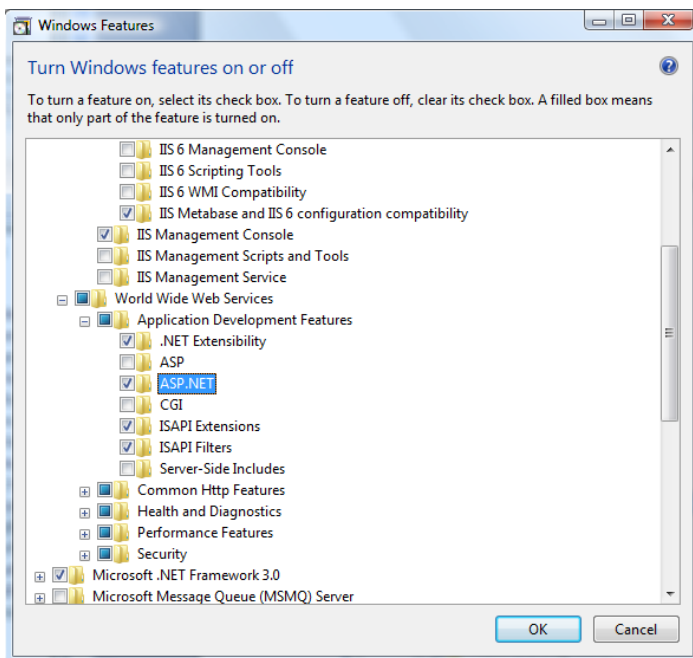 Windows Features
Turn Windows features on or off
To turn a feature on, select its check box. To turn a feature off, clear its check box. A filled box means
that only part of the feature is turned on.
IIS 6 Management Console
IIS 6 Scripting Tools
IIS 6 WMI Compatibility
IIS Metabase and IIS 6 configuration compatibility
IIS Management Console
IIS Management Scripts and Tools
IIS Management Service
World Wide Web Services
Application Development Features
.NET Extensibility
ASP
ASP.NET
CGI
ISAPI Extensions
ISAPI Filters
Server-Side Includes
Common Http Features
Health and Diagnostics
Performance Features
Security
Microsoft .NET Framework 3.0
Microsoft Message Queue (MSMQ) Server
OK Cancel